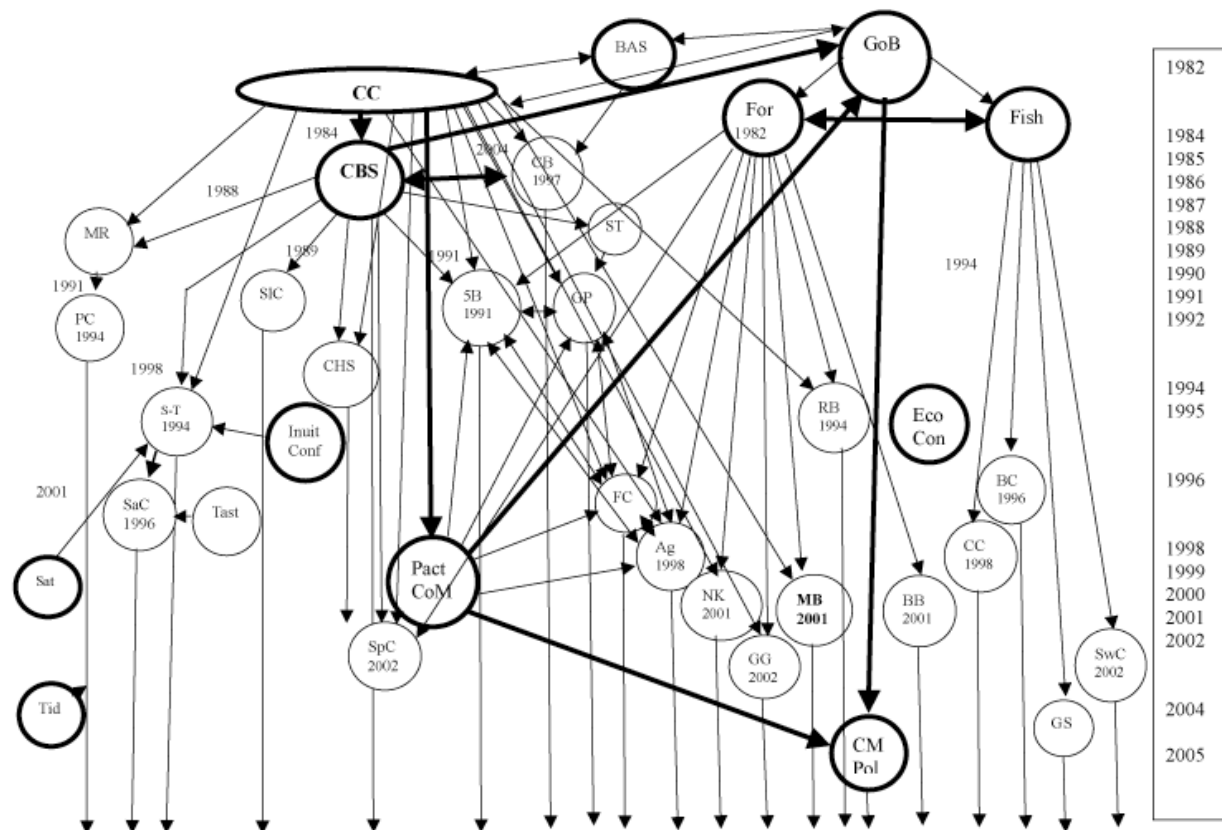 BAS
GoB
CC
For
1982
Fish
1984
CBS
2004
CB
1997
1988
MR
ST
1989
1991
1994
1991
SIC
5B
1991
GP
PC
1994
CHS
1998
S-T
1994
Inuit
Conf
RB
1994
Eco
Con
2001
SaC
1996
Tast
FC
BC
1996
Ag
1998
CC
1998
Sat
Pact
CoM
NK
2001
MB
2001
BB
2001
SpC
2002
GG
2002
SwC
2002
Tid
GS
CM
Pol
1982
1984
1985
1986
1987
1988
1989
1990
1991
1992
1994
1995
1996
1998
1999
2000
2001
2002
2004
2005